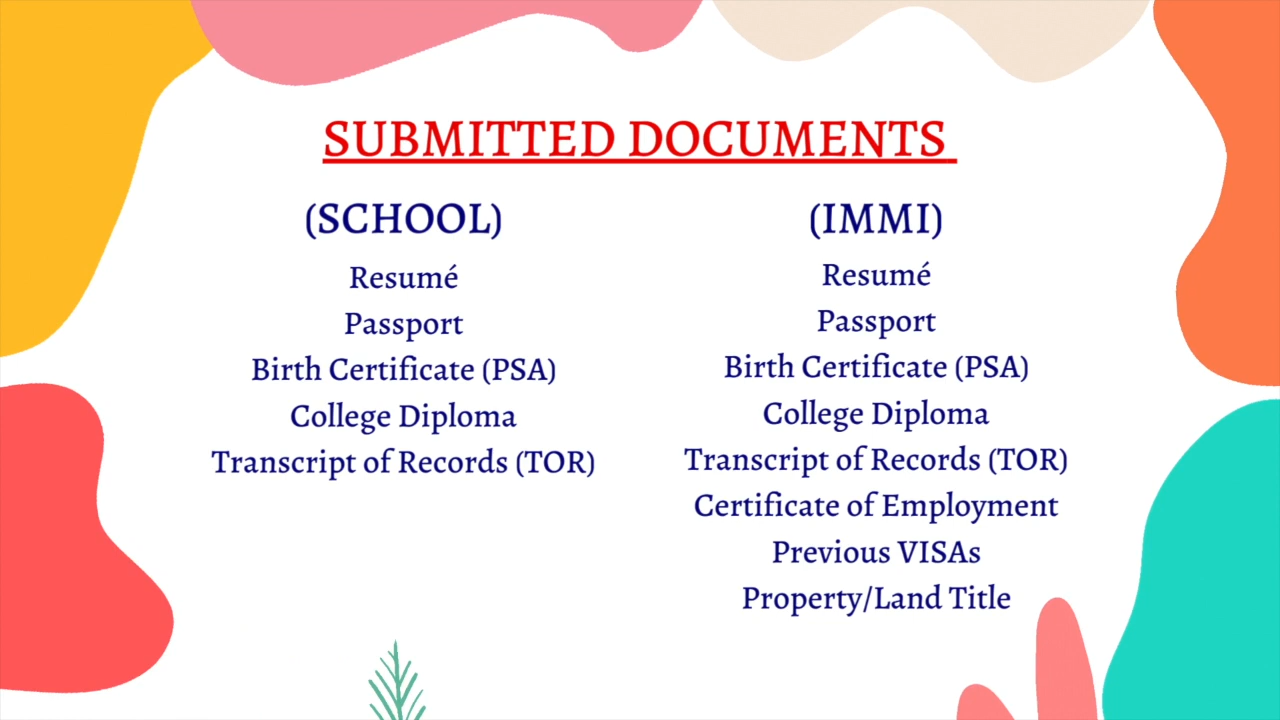 SUBMITTED DOCUMENTS
(SCHOOL)
Resumé
Passport
Birth Certificate (PSA)
College Diploma
Transcript of Records (TOR)
(IMMI)
Resumé
Passport
Birth Certificate (PSA)
College Diploma
Transcript of Records (TOR)
Certificate of Employment
Previous VISAs
Property/Land Title